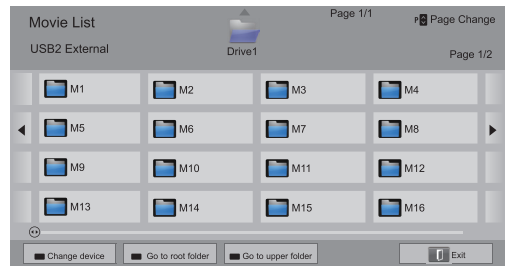 Movie List
Page 1/1
P Page Change
USB2 External
Drive1
Page 1/2
M1 M2 M3 M4
M5 M6 M7 M8
M9 M10 M11 M12
M13 M14 M15 M16
Change device Go to root folder Go to upper folder Exit